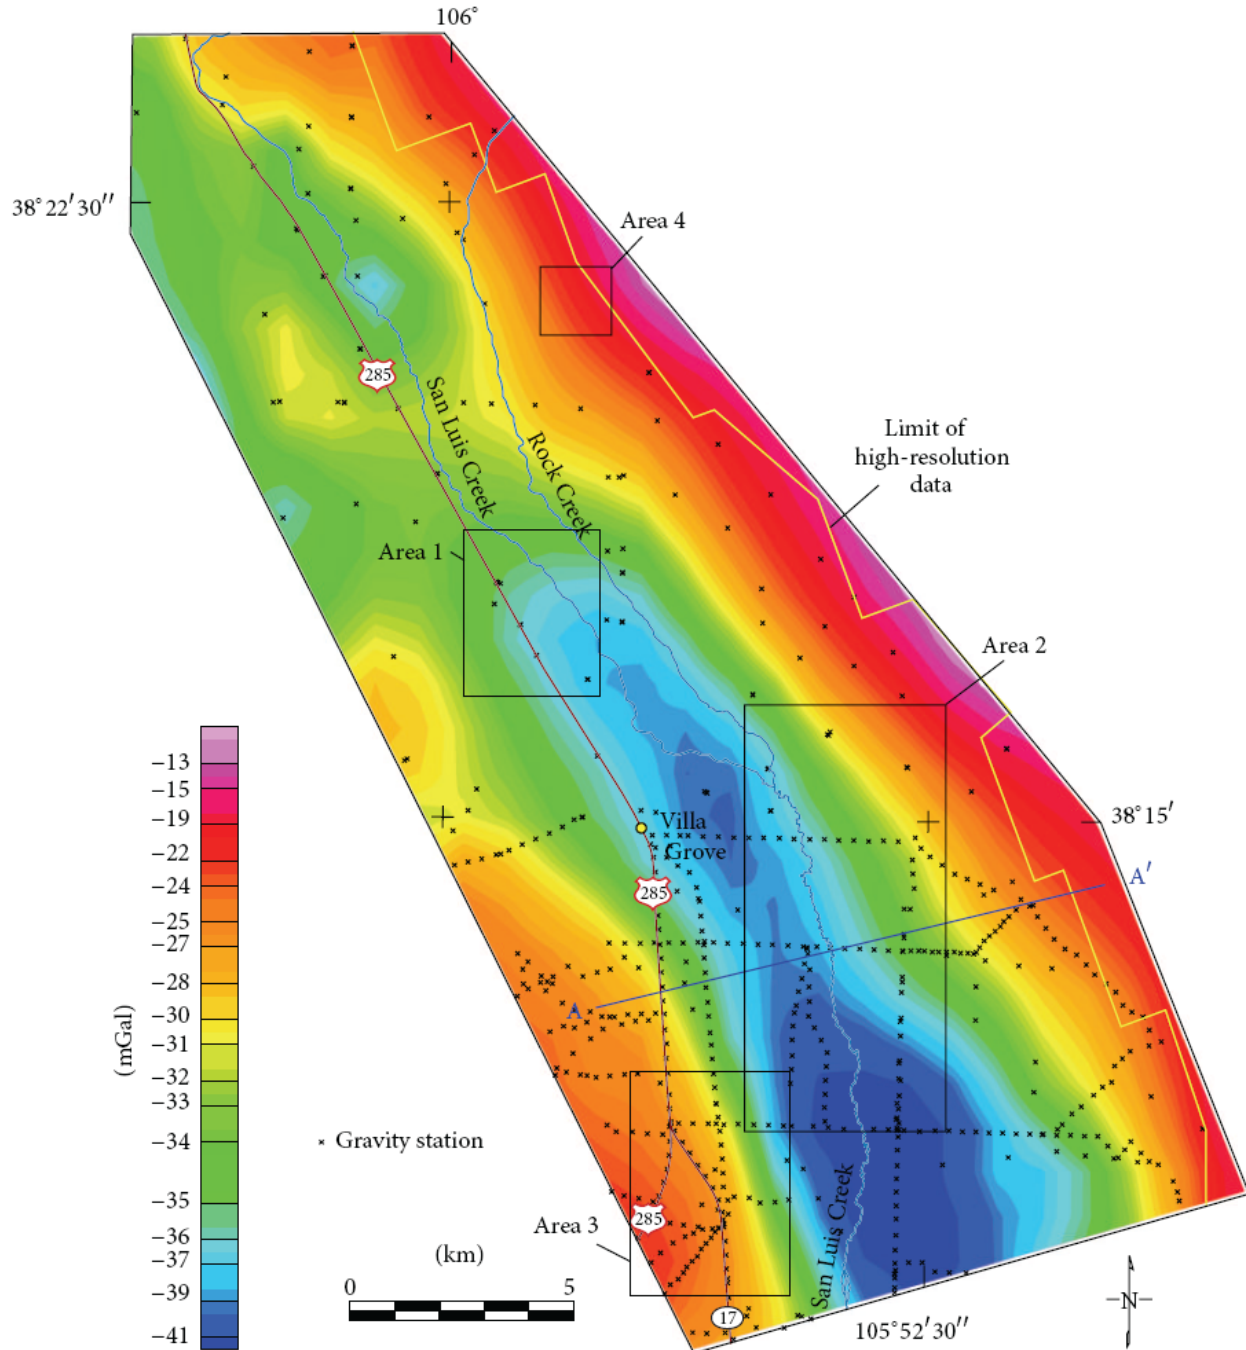 106°
38°22′30″
Area 4
285
San Luis Creek
Rock Creek
Limit of
high-resolution
data
Area 1
Area 2
−13
−15
−19
−22
−24
−25
−27
−28
−30
−31
−32
−33
−34
−35
−36
−37
−39
−41
(mGal)
Villa
Grove
38°15′
285
A′
A
× Gravity station
Area 3
285
San Luis Creek
(km)
0 5
17
105°52′30″
N